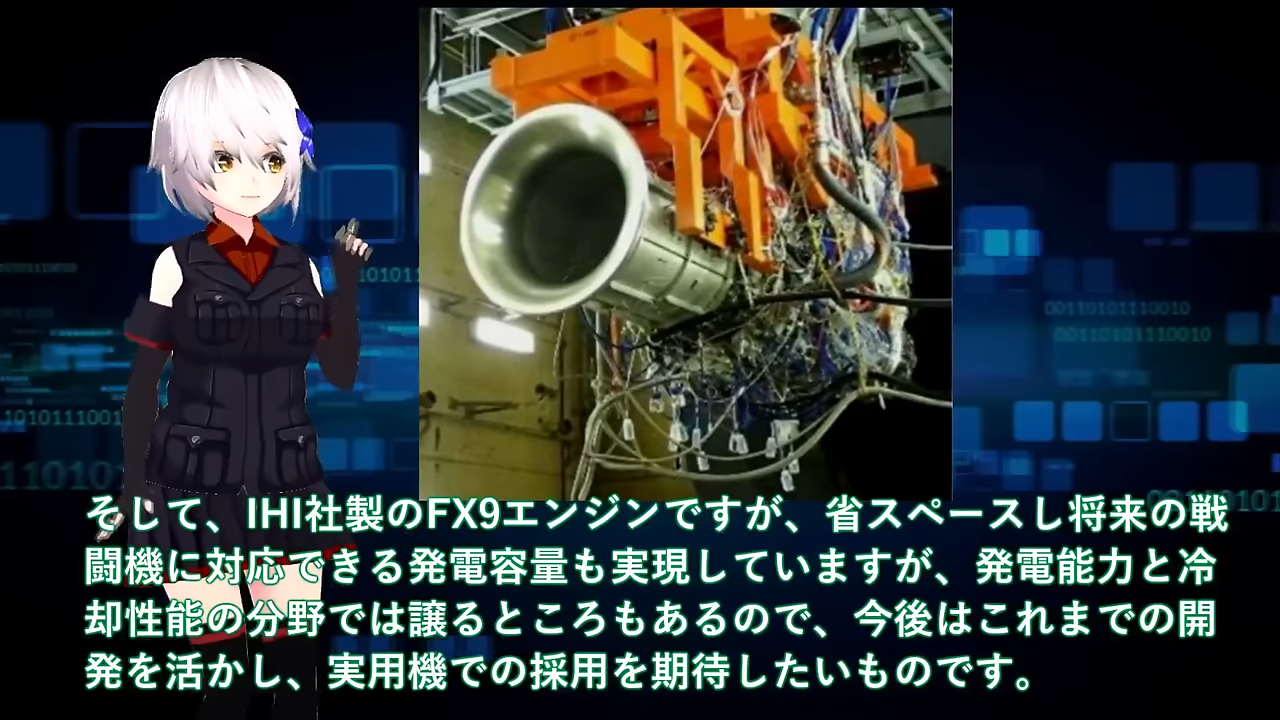 00110101110010
00110101110010
そして、IHI社製のFX9エンジンですが、省スペースし将来の戦
闘機に対応できる発電容量も実現していますが、発電能力と冷
却性能の分野では譲るところもあるので、今後はこれまでの開
発を活かし、実用機での採用を期待したいものです。